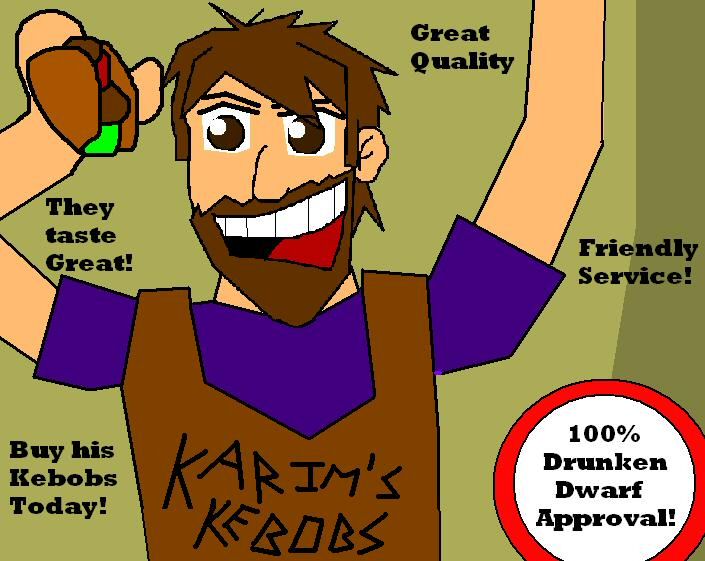 Great
Quality
They
taste
Great!
Friendly
Service!
Buy his
Kebobs
Today!
KARIM'S
KEBOBS
100%
Drunken
Dwarf
Approval!